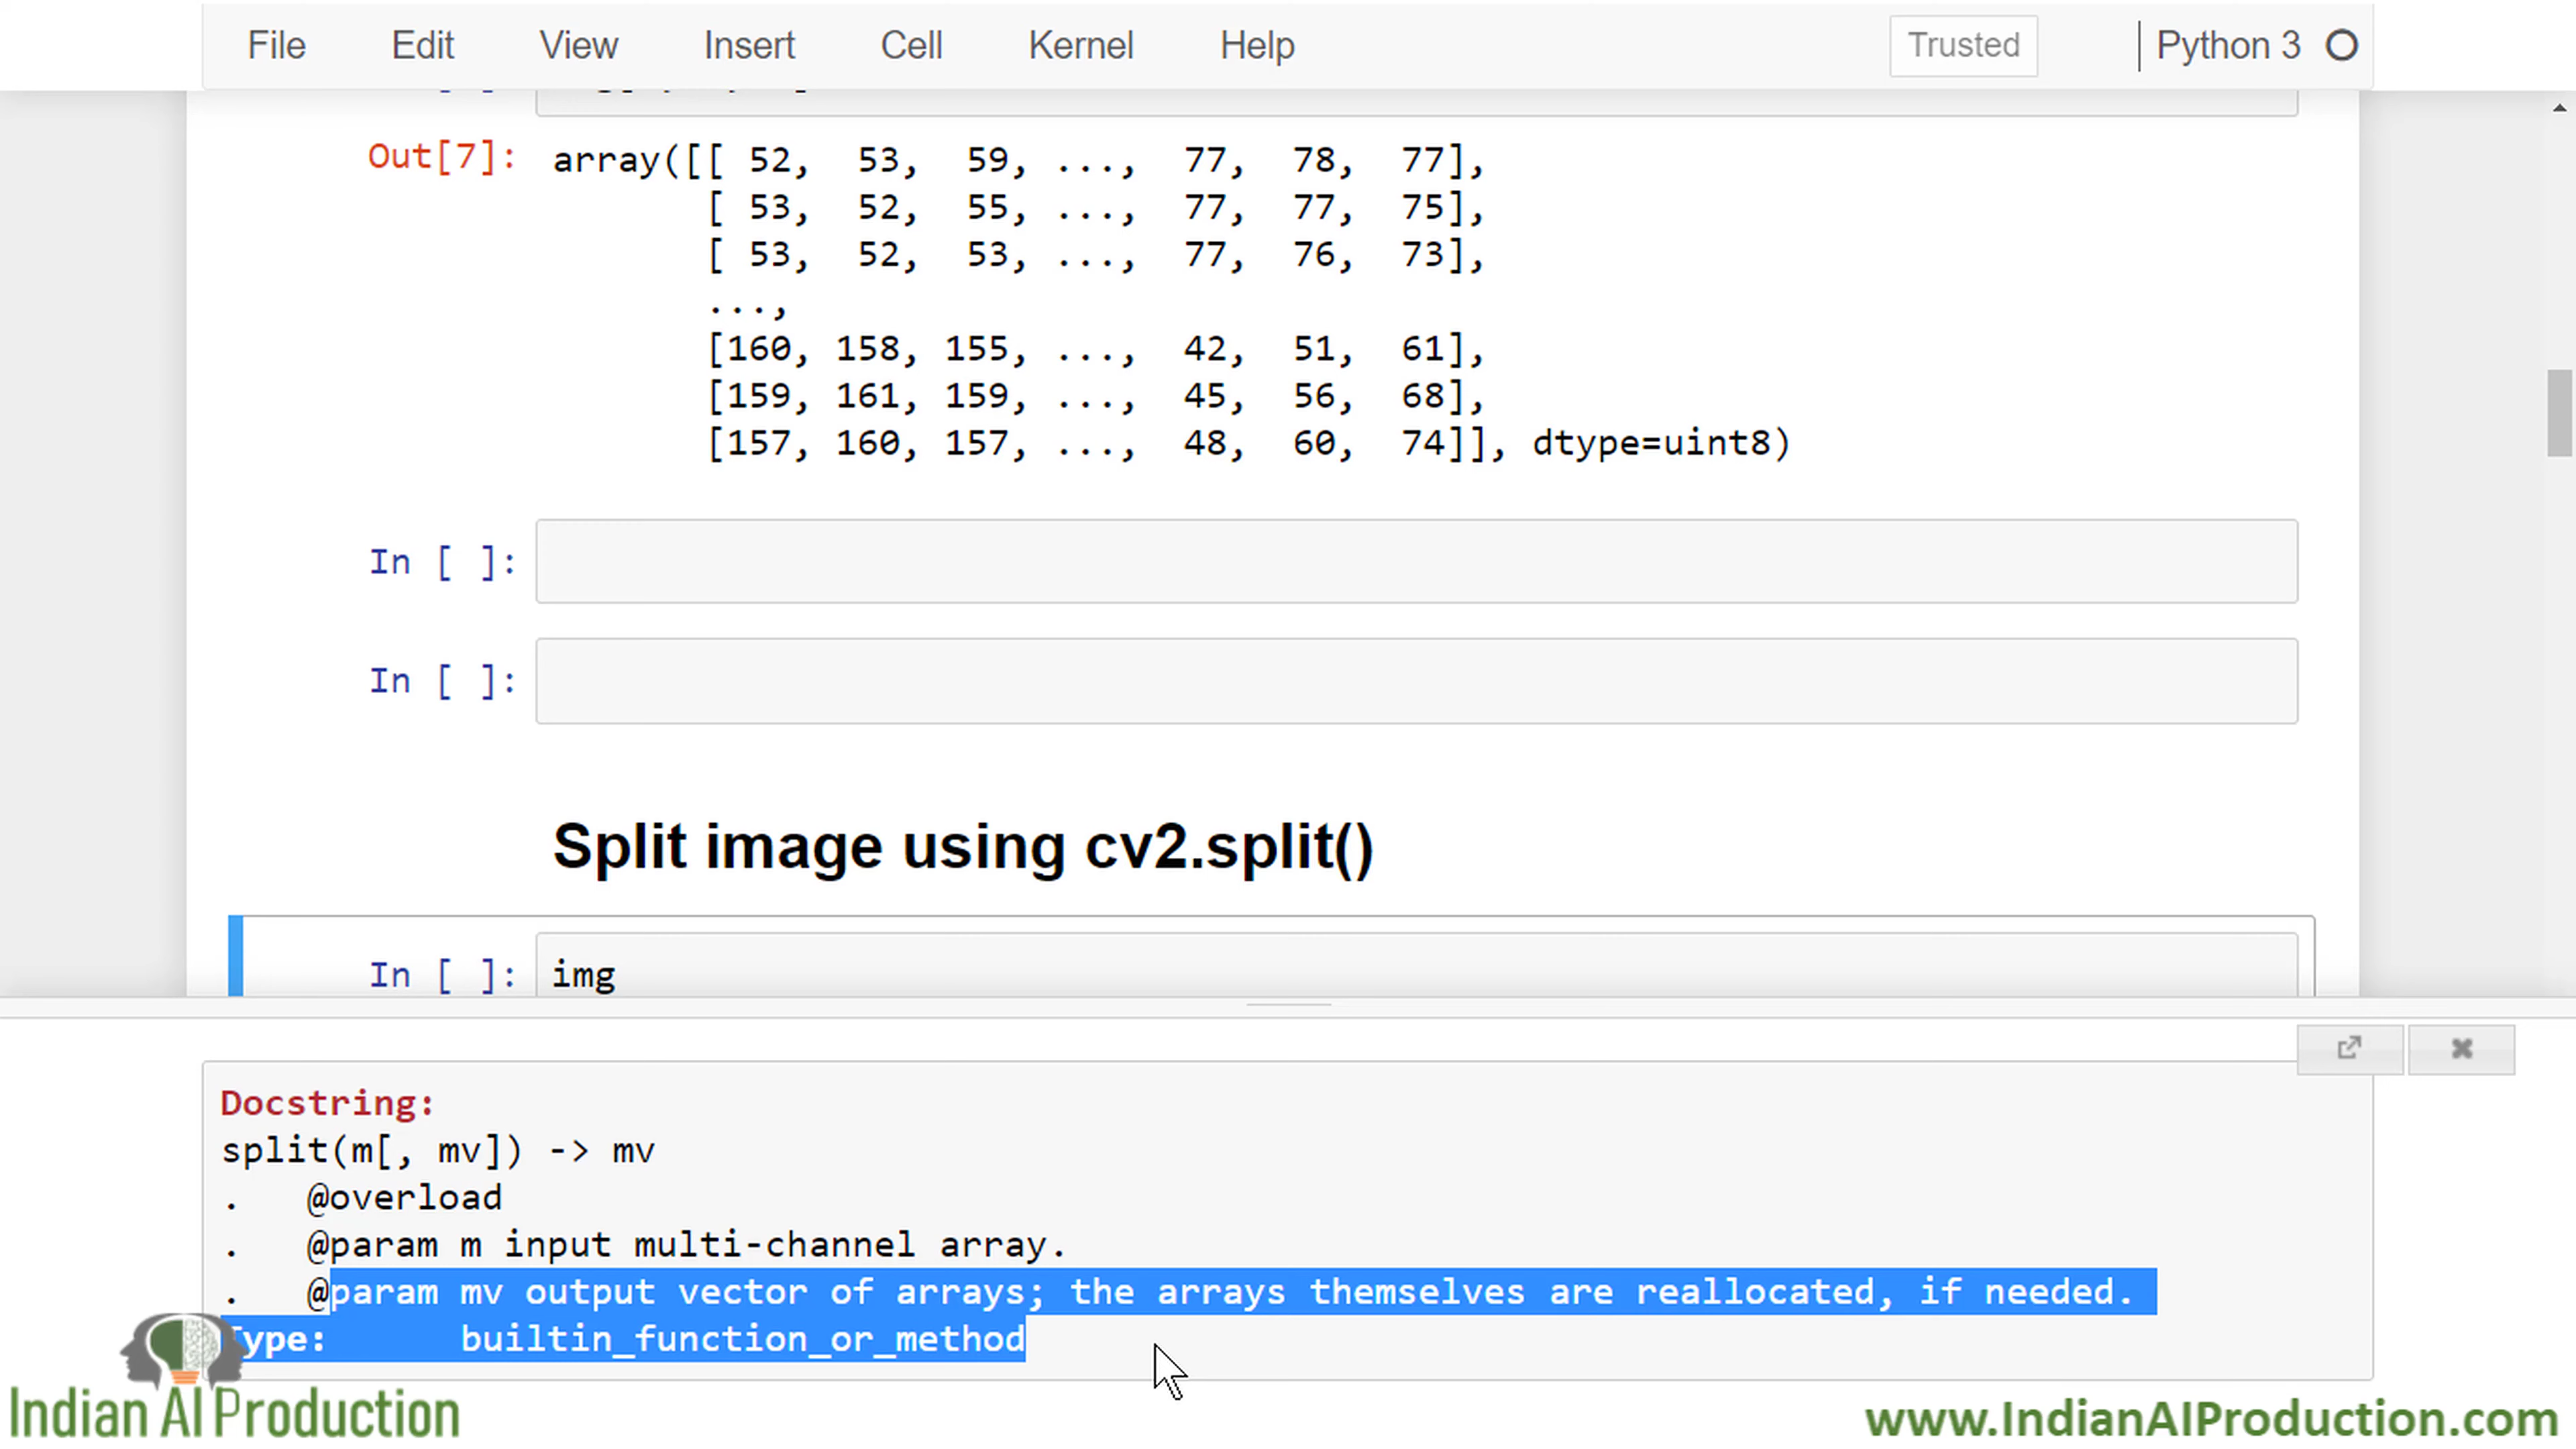 File Edit View Insert Cell Kernel Help Trusted Python 3
Out[7]: array([[ 52, 53, 59, ..., 77, 78, 77],
[ 53, 52, 55, ..., 77, 77, 75],
[ 53, 52, 53, ..., 77, 76, 73],
...,
[160, 158, 155, ..., 42, 51, 61],
[159, 161, 159, ..., 45, 56, 68],
[157, 160, 157, ..., 48, 60, 74]], dtype=uint8)
In [ ]:
In [ ]:
Split image using cv2.split()
In [ ]: img
Docstring:
split(m[, mv]) -> mv
. @overload
. @param m input multi-channel array.
. @param mv output vector of arrays; the arrays themselves are reallocated, if needed.
Type: builtin_function_or_method
Indian AI Production
www.IndianAIProduction.com